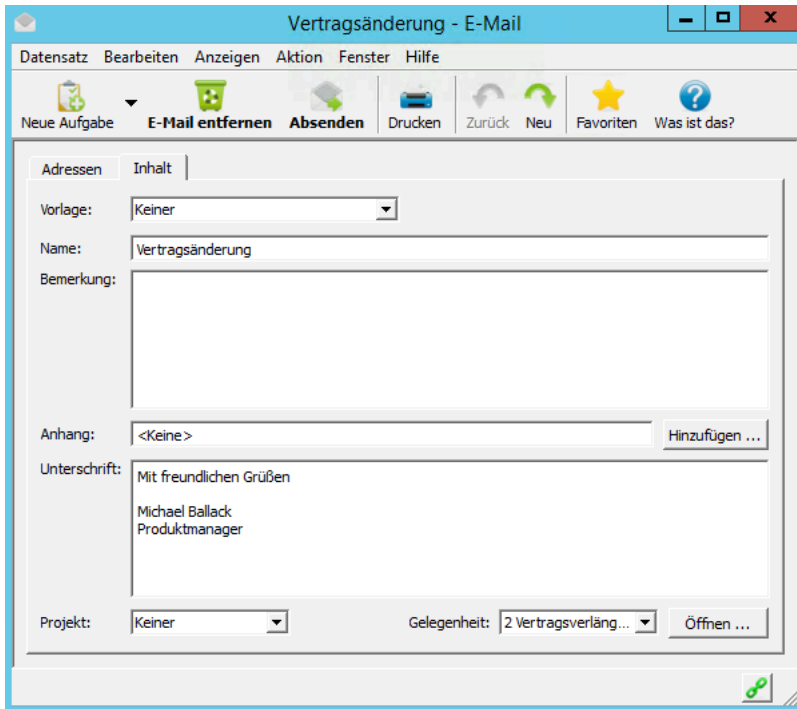 Vertragsänderung - E-Mail
Datensatz Bearbeiten Anzeigen Aktion Fenster Hilfe
Neue Aufgabe E-Mail entfernen Absenden Drucken Zurück Neu Favoriten Was ist das?
Adressen Inhalt
Vorlage: Keiner
Name: Vertragsänderung
Bemerkung:
Anhang: <Keine> Hinzufügen ...
Unterschrift: Mit freundlichen Grüßen
Michael Ballack
Produktmanager
Projekt: Keiner Gelegenheit: 2 Vertragsverläng... Öffnen ...